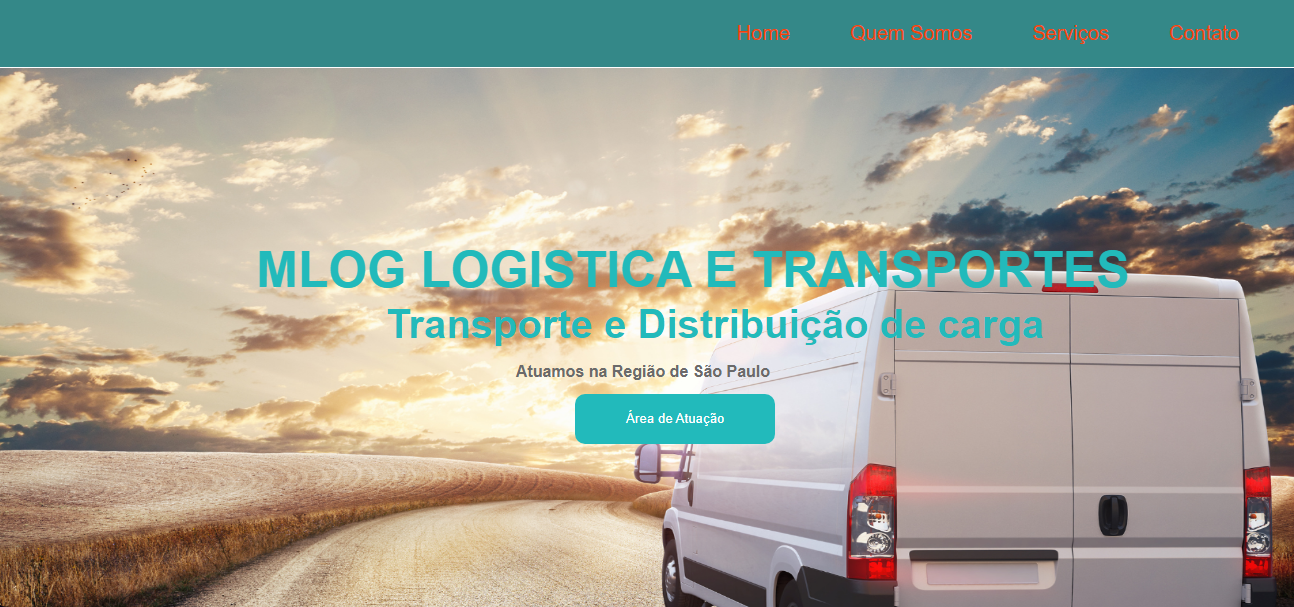 Home Quem Somos Serviços Contato
MLOG LOGISTICA E TRANSPORTES
Transporte e Distribuição de carga
Atuamos na Região de São Paulo
Área de Atuação